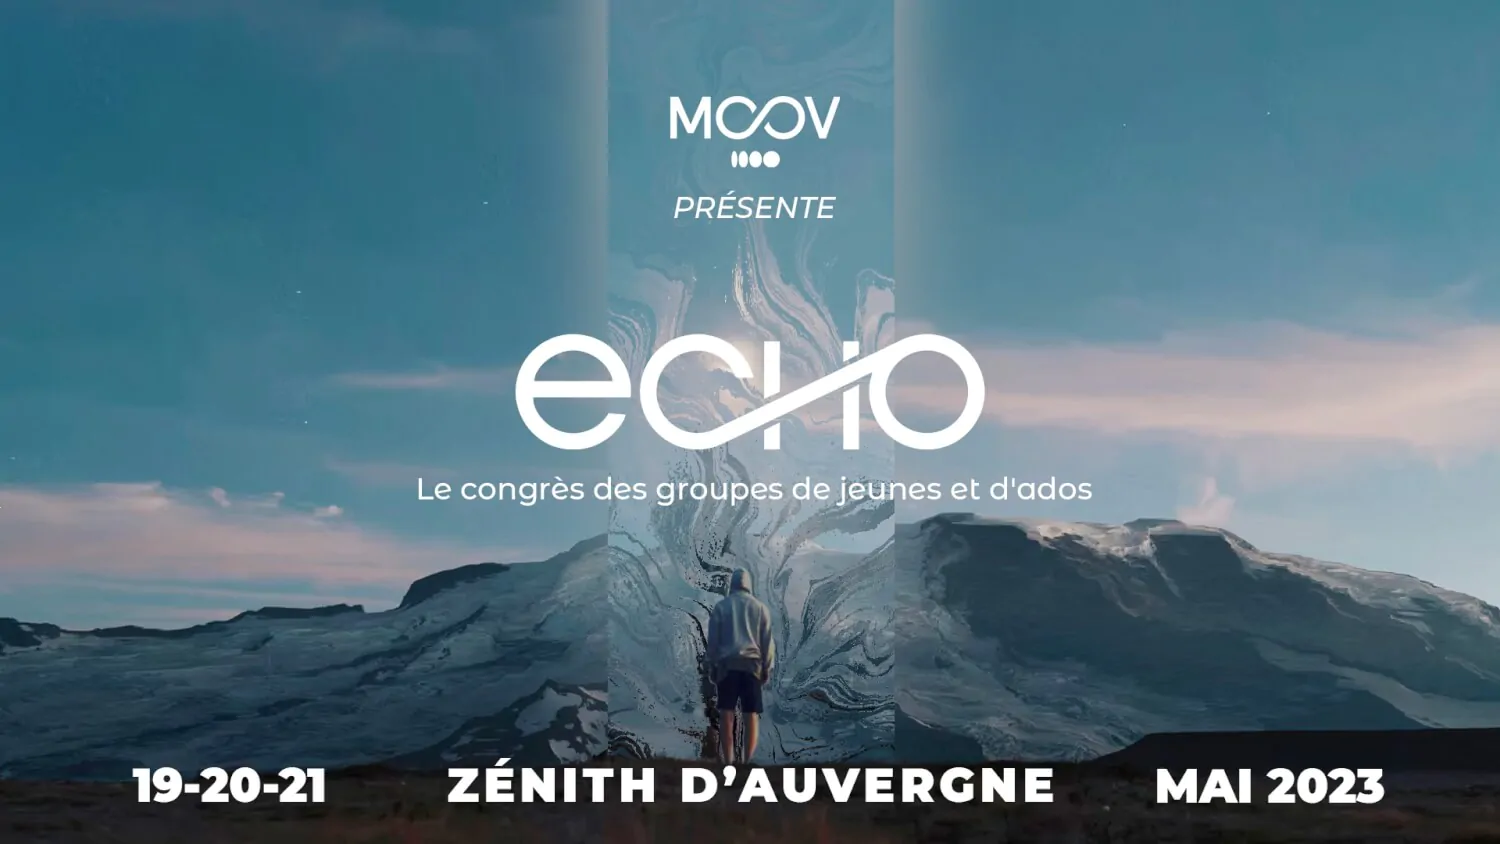 MOOV
PRÉSENTE
ecHo
Le congrès des groupes de jeunes et d'ados
19-20-21 ZÉNITH D’AUVERGNE MAI 2023